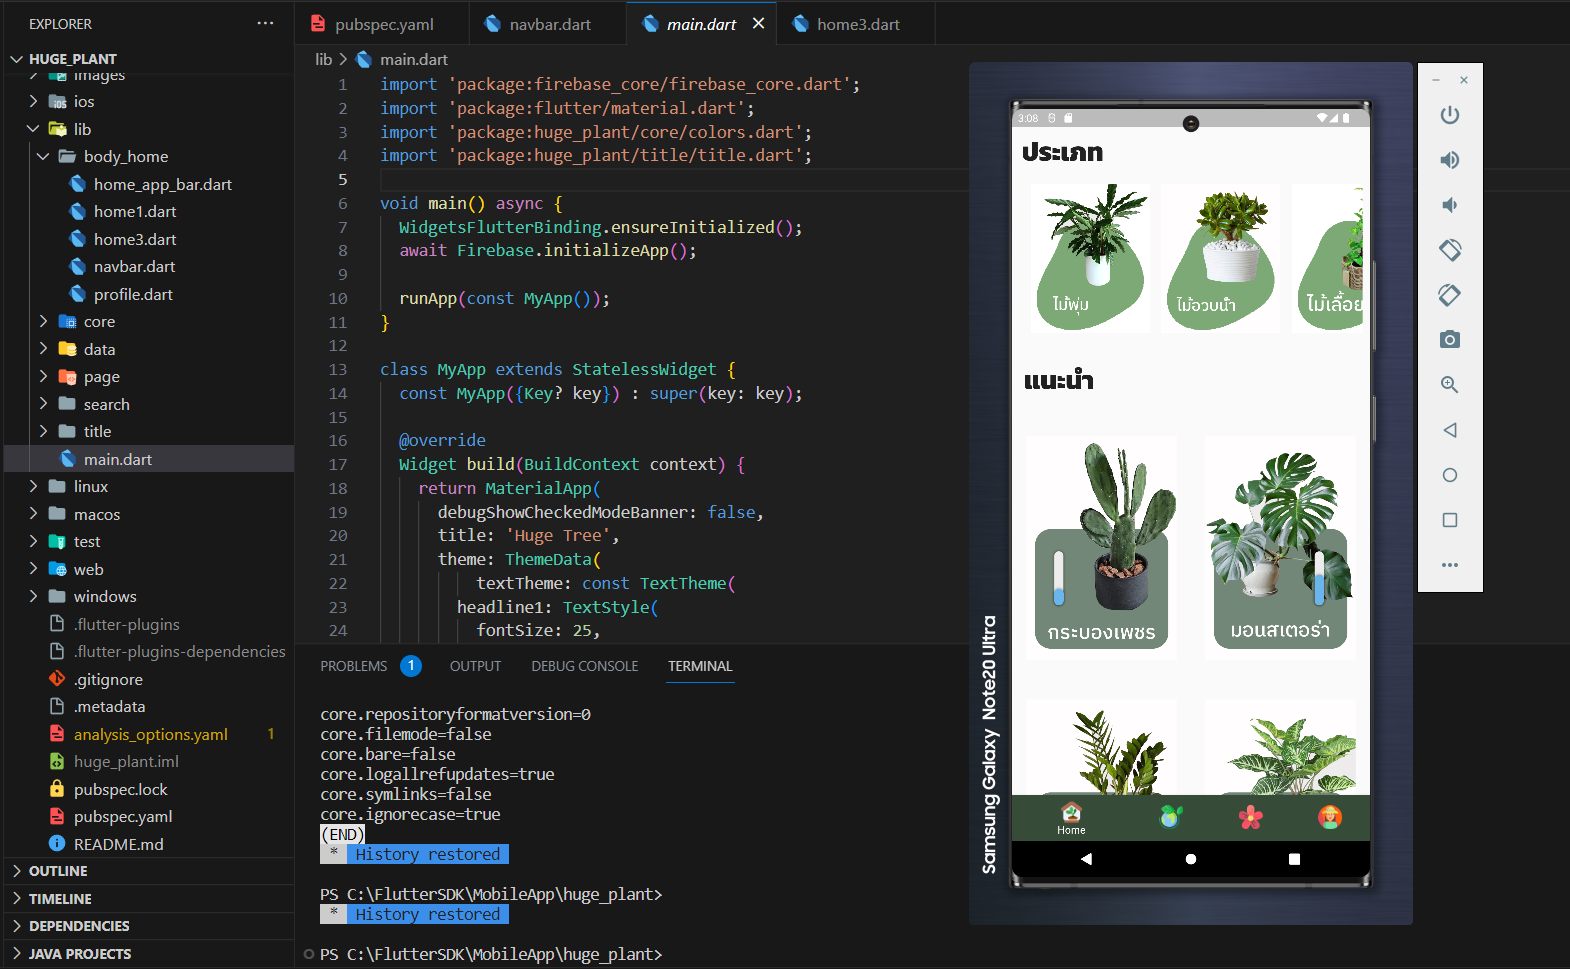 EXPLORER
HUGE_PLANT
images
ios
lib
body_home
home_app_bar.dart
home1.dart
home3.dart
navbar.dart
profile.dart
core
data
page
search
title
main.dart
linux
macos
test
web
windows
.flutter-plugins
.flutter-plugins-dependencies
.gitignore
.metadata
analysis_options.yaml 1
huge_plant.iml
pubspec.lock
pubspec.yaml
README.md
OUTLINE
TIMELINE
DEPENDENCIES
JAVA PROJECTS
pubspec.yaml navbar.dart main.dart home3.dart
lib > main.dart
1 import 'package:firebase_core/firebase_core.dart';
2 import 'package:flutter/material.dart';
3 import 'package:huge_plant/core/colors.dart';
4 import 'package:huge_plant/title/title.dart';
5
6 void main() async {
7 WidgetsFlutterBinding.ensureInitialized();
8 await Firebase.initializeApp();
9
10 runApp(const MyApp());
11 }
12
13 class MyApp extends StatelessWidget {
14 const MyApp({Key? key}) : super(key: key);
15
16 @override
17 Widget build(BuildContext context) {
18 return MaterialApp(
19 debugShowCheckedModeBanner: false,
20 title: 'Huge Tree',
21 theme: ThemeData(
22 textTheme: const TextTheme(
23 headline1: TextStyle(
24 fontSize: 25,
PROBLEMS 1 OUTPUT DEBUG CONSOLE TERMINAL
core.repositoryformatversion=0
core.filemode=false
core.bare=false
core.logallrefupdates=true
core.symlinks=false
core.ignorecase=true
(END)
* History restored
PS C:\FlutterSDK\MobileApp\huge_plant>
* History restored
PS C:\FlutterSDK\MobileApp\huge_plant>
3:08
ประเภท
ไม้พุ่ม
ไม้อวบน้ำ
ไม้เลื้อย
แนะนำ
กระบองเพชร
มอนสเตอร่า
Home
Samsung Galaxy Note20 Ultra